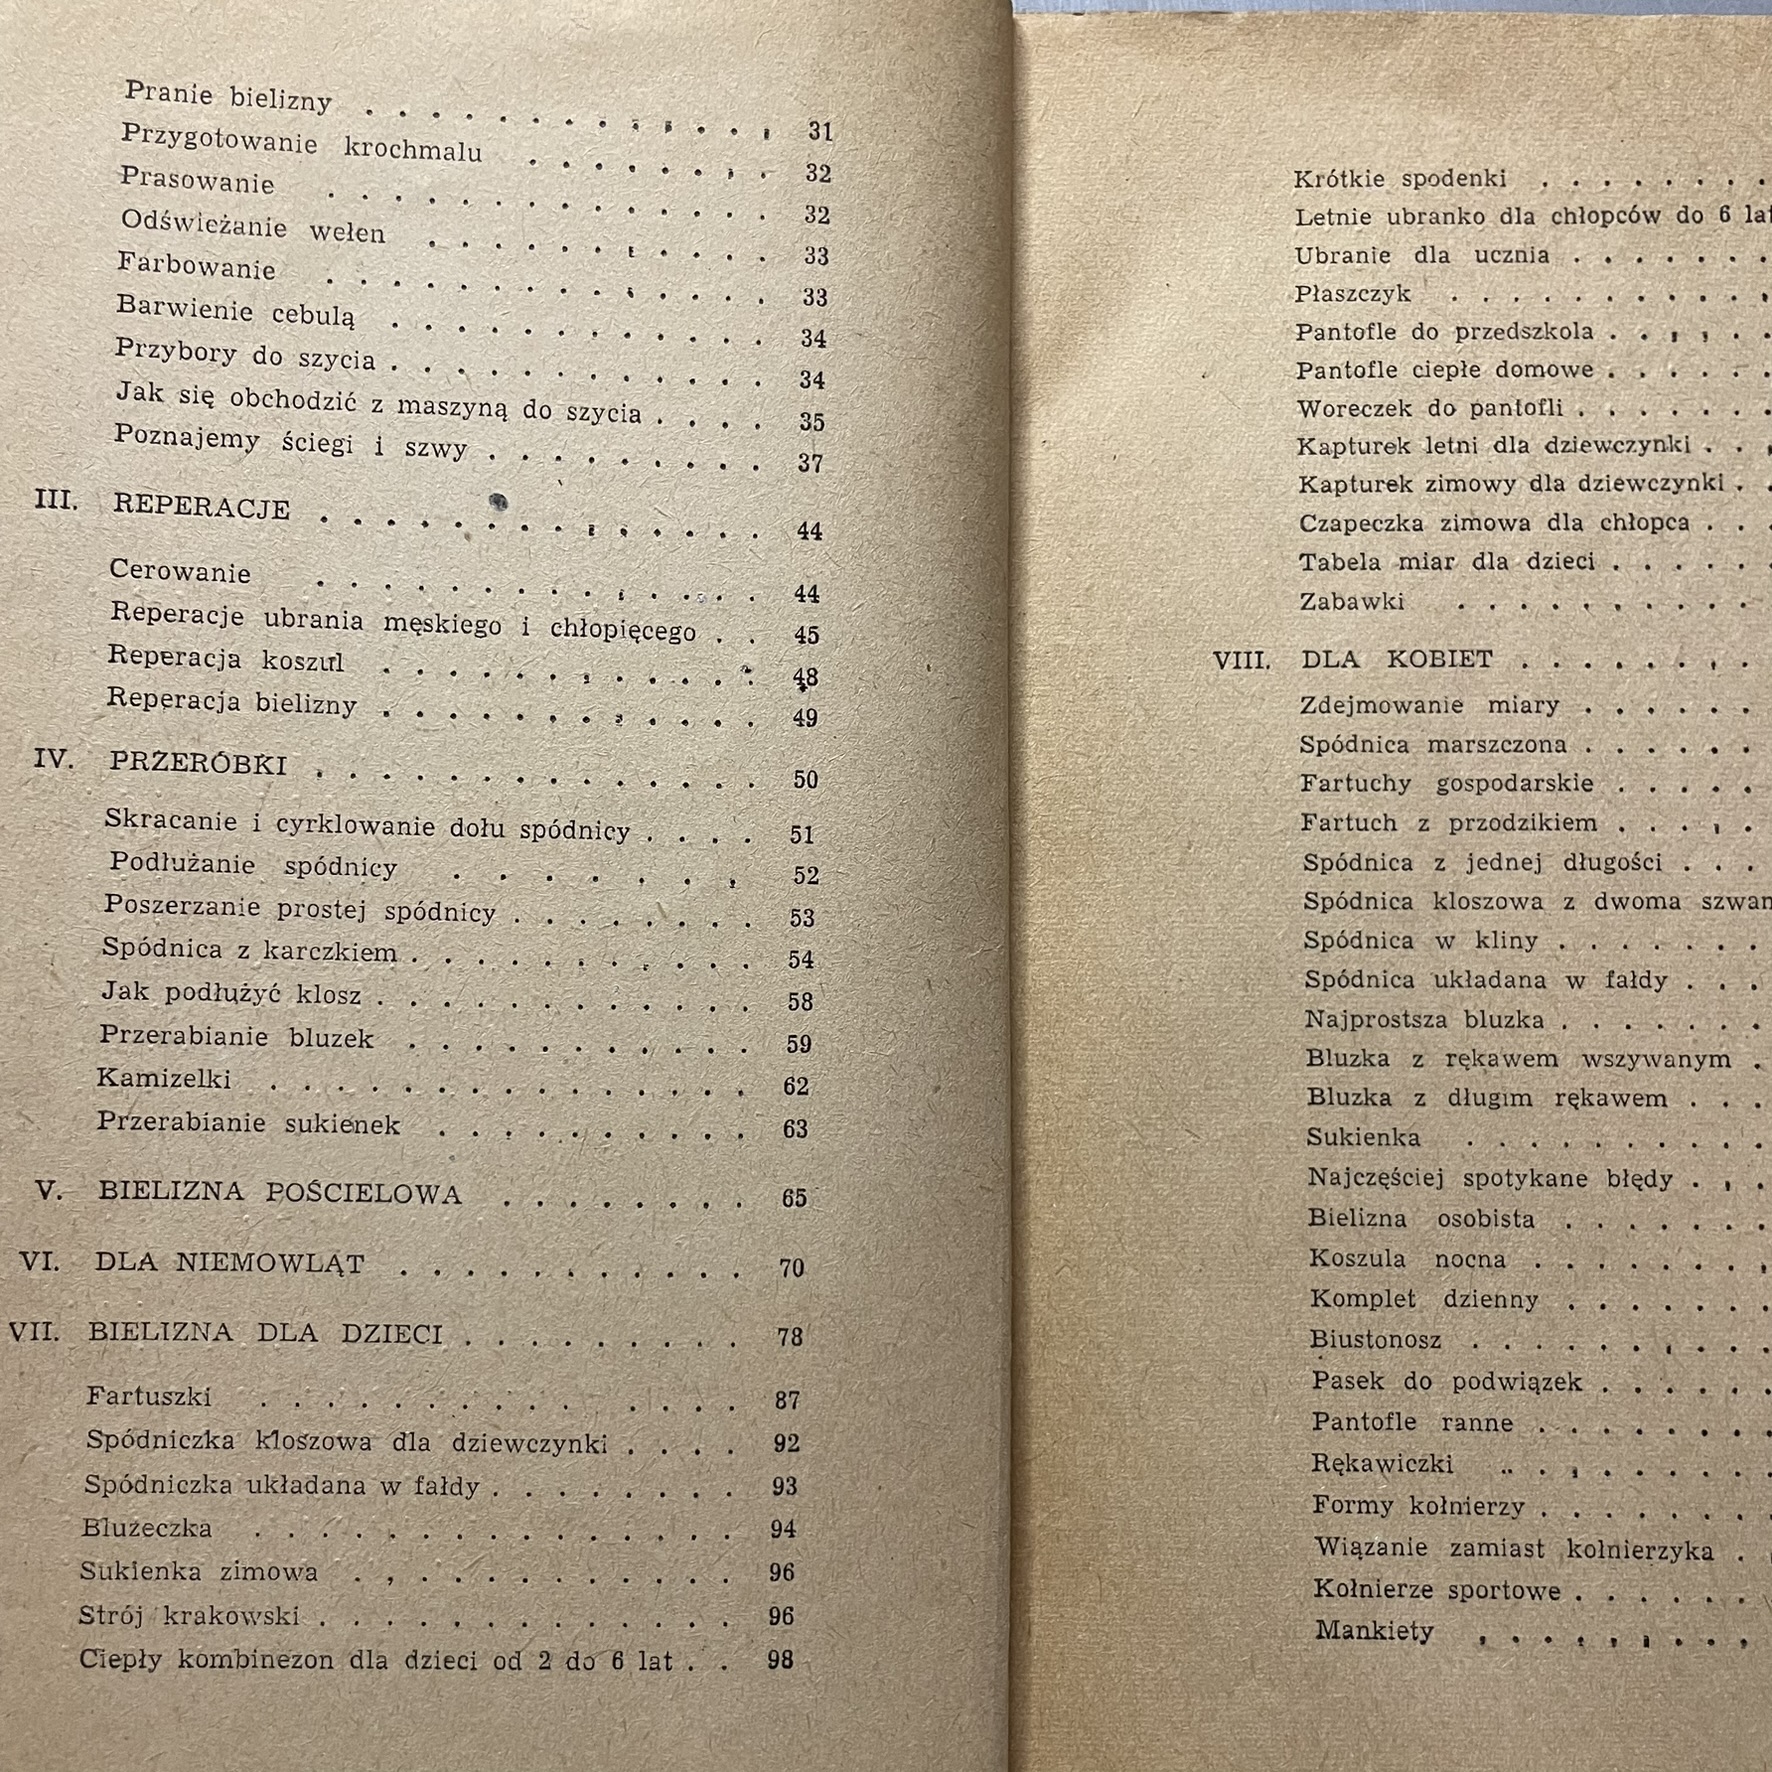 Pranie bielizny . . . . . . . . . . . . . 31
Przygotowanie krochmalu . . . . . . . . 32
Prasowanie . . . . . . . . . . . . . . 32
Odświeżanie wełen . . . . . . . . . . . 33
Farbowanie . . . . . . . . . . . . . . 33
Barwienie cebulą . . . . . . . . . . . . 34
Przybory do szycia . . . . . . . . . . . . 34
Jak się obchodzić z maszyną do szycia . . . . 35
Poznajemy ściegi i szwy . . . . . . . . . 37
III. REPERACJE . . . . . . . . . . . . . . 44
Cerowanie . . . . . . . . . . . . . . 44
Reperacje ubrania męskiego i chłopięcego . . 45
Reperacja koszul . . . . . . . . . . . . 48
Reperacja bielizny . . . . . . . . . . . . 49
IV. PRZERÓBKI . . . . . . . . . . . . . . 50
Skracanie i cyrklowanie dołu spódnicy . . . . 51
Podłużanie spódnicy . . . . . . . 52
Poszerzanie prostej spódnicy . . . . . . . . 53
Spódnica z karczkiem . . . . . . . . . . . 54
Jak podłużyć klosz . . . . . . . . . . . . 58
Przerabianie bluzek . . . . . . . . . . . 59
Kamizelki . . . . . . . . . . . . . . . 62
Przerabianie sukienek . . . . . . . . . . 63
V. BIELIZNA POŚCIELOWA . . . . . . . . 65
VI. DLA NIEMOWLĄT . . . . . . . . . . . 70
VII. BIELIZNA DLA DZIECI . . . . . . . . . 78
Fartuszki . . . . . . . . . . . . . . 87
Spódniczka kloszowa dla dziewczynki . . . . 92
Spódniczka układana w fałdy . . . . . . . . 93
Bluzeczka . . . . . . . . . . . . . . . 94
Sukienka zimowa . . . . . . . . . . . . 96
Strój krakowski . . . . . . . . . . . . . 96
Ciepły kombinezon dla dzieci od 2 do 6 lat . . 98
Krótkie spodenki . . . . . . . .
Letnie ubranko dla chłopców do 6 lat
Ubranie dla ucznia . . . . . . .
Płaszczyk . . . . . . . . . . .
Pantofle do przedszkola . . . . . .
Pantofle ciepłe domowe . . . . . .
Woreczek do pantofli . . . . . . .
Kapturek letni dla dziewczynki . . .
Kapturek zimowy dla dziewczynki . .
Czapeczka zimowa dla chłopca . . .
Tabela miar dla dzieci . . . . . .
Zabawki . . . . . . . . . .
VIII. DLA KOBIET . . . . . . . .
Zdejmowanie miary . . . . . .
Spódnica marszczona . . . . . .
Fartuchy gospodarskie . . . . .
Fartuch z przodzikiem . . . . .
Spódnica z jednej długości . . .
Spódnica kloszowa z dwoma
Spódnica w kliny . . . . . . .
Spódnica układana w fałdy . . .
Najprostsza bluzka . . . . . . .
Bluzka z rękawem wszywanym .
Bluzka z długim rękawem . . .
Sukienka . . . . . . . . . .
Najczęściej spotykane błędy . . .
Bielizna osobista . . . . . . .
Koszula nocna . . . . . . . .
Komplet dzienny . . . . . . .
Biustonosz . . . . . . . . . .
Pasek do podwiązek . . . . . .
Pantofle ranne . . . . . . . .
Rękawiczki . . . . . . . . .
Formy kołnierzy . . . . . . . .
Wiązanie zamiast kołnierzyka . .
Kołnierze sportowe . . . . . .
Mankiety . . . . . . . . .